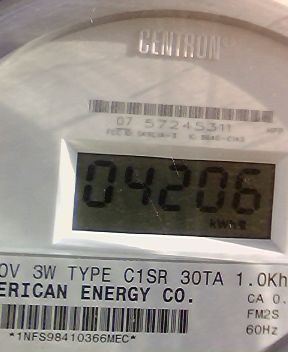 CENTRON®
07 57245311
04206
kWh
0V 3W TYPE C1SR 30TA 1.0Kh
ERICAN ENERGY CO.
CA 0.
FM2S
60Hz
*1NFS98410366MEC*